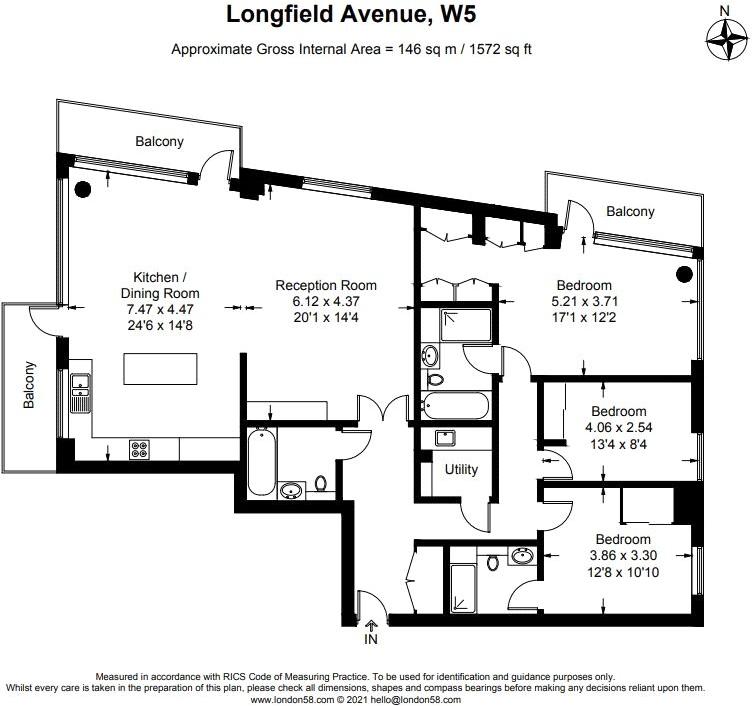 Longfield Avenue, W5
Approximate Gross Internal Area = 146 sq m / 1572 sq ft
N
Balcony
Balcony
Kitchen /
Dining Room
7.47 x 4.47
24'6 x 14'8
Reception Room
6.12 x 4.37
20'1 x 14'4
Bedroom
5.21 x 3.71
17'1 x 12'2
Balcony
Bedroom
4.06 x 2.54
13'4 x 8'4
Utility
Bedroom
3.86 x 3.30
12'8 x 10'10
IN
Measured in accordance with RICS Code of Measuring Practice. To be used for identification and guidance purposes only.
Whilst every care is taken in the preparation of this plan, please check all dimensions, shapes and compass bearings before making any decisions reliant upon them.
www.london58.com © 2021 hello@london58.com